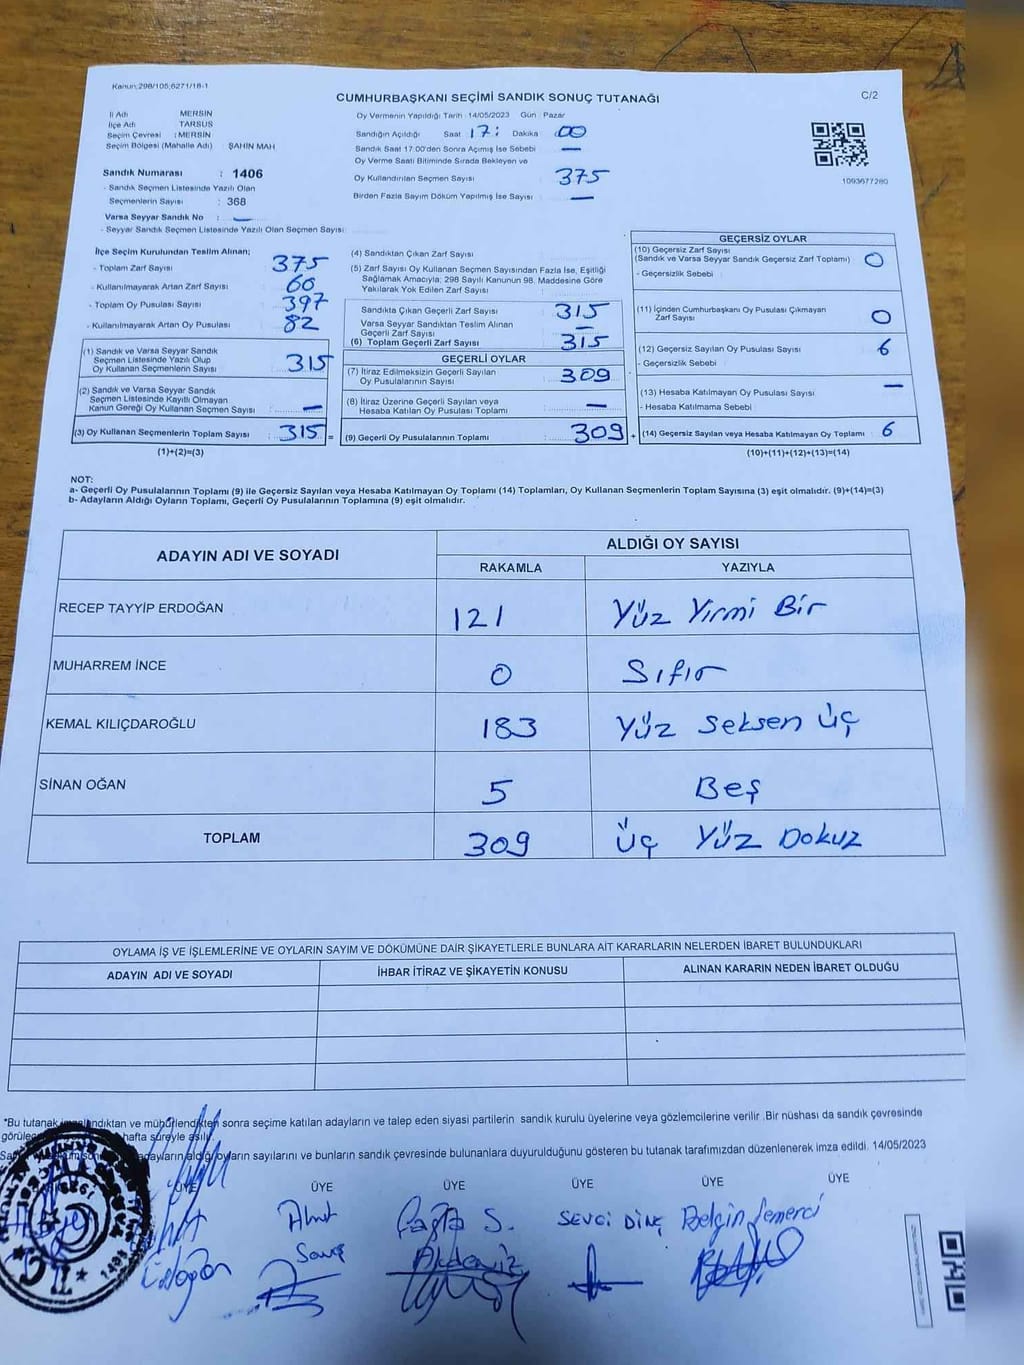 Kanun;298/105;6271/18-1
C/2
CUMHURBAŞKANI SEÇİMİ SANDIK SONUÇ TUTANAĞI
İl Adı MERSİN
İlçe Adı TARSUS
Seçim Çevresi : MERSİN
Seçim Bölgesi (Mahalle Adı) ŞAHİN MAH
Oy Vermenin Yapıldığı Tarih 14/05/2023 Gün : Pazar
Sandığın Açıldığı Saat 17: Dakika :00
Sandık Saat 17:00'den Sonra Açımış İse Sebebi —
Oy Verme Saati Bitiminde Sırada Bekleyen ve
Oy Kullandırılan Seçmen Sayısı 375
Birden Fazla Sayım Döküm Yapılmış İse Sayısı —
1093677280
Sandık Numarası : 1406
- Sandık Seçmen Listesinde Yazılı Olan
Seçmenlerin Sayısı : 368
Varsa Seyyar Sandık No : —
- Seyyar Sandık Seçmen Listesinde Yazılı Olan Seçmen Sayısı:
İlçe Seçim Kurulundan Teslim Alınan;
- Toplam Zarf Sayısı 375
- Kullanılmayarak Artan Zarf Sayısı 60
- Toplam Oy Pusulası Sayısı 397
- Kullanılmayarak Artan Oy Pusulası 82
(1) Sandık ve Varsa Seyyar Sandık
Seçmen Listesinde Yazılı Olup
Oy Kullanan Seçmenlerin Sayısı 315
(2) Sandık ve Varsa Seyyar Sandık
Seçmen Listesinde Kayıtlı Olmayan
Kanun Gereği Oy Kullanan Seçmen Sayısı —
(3) Oy Kullanan Seçmenlerin Toplam Sayısı 315 =
(1)+(2)=(3)
(4) Sandıktan Çıkan Zarf Sayısı
(5) Zarf Sayısı Oy Kullanan Seçmen Sayısından Fazla İse, Eşitliği
Sağlamak Amacıyla; 298 Sayılı Kanunun 98. Maddesine Göre
Yakılarak Yok Edilen Zarf Sayısı
Sandıkta Çıkan Geçerli Zarf Sayısı 315
Varsa Seyyar Sandıktan Teslim Alınan
Geçerli Zarf Sayısı —
(6) Toplam Geçerli Zarf Sayısı 315
GEÇERLİ OYLAR
(7) İtiraz Edilmeksizin Geçerli Sayılan
Oy Pusulalarının Sayısı 309
(8) İtiraz Üzerine Geçerli Sayılan veya
Hesaba Katılan Oy Pusulası Toplamı —
(9) Geçerli Oy Pusulalarının Toplamı 309 +
GEÇERSİZ OYLAR
(10) Geçersiz Zarf Sayısı
(Sandık ve Varsa Seyyar Sandık Geçersiz Zarf Toplamı) 0
- Geçersizlik Sebebi
(11) İçinden Cumhurbaşkanı Oy Pusulası Çıkmayan
Zarf Sayısı 0
(12) Geçersiz Sayılan Oy Pusulası Sayısı 6
- Geçersizlik Sebebi
(13) Hesaba Katılmayan Oy Pusulası Sayısı —
- Hesaba Katılmama Sebebi
(14) Geçersiz Sayılan veya Hesaba Katılmayan Oy Toplamı 6
(10)+(11)+(12)+(13)=(14)
NOT:
a- Geçerli Oy Pusulalarının Toplamı (9) ile Geçersiz Sayılan veya Hesaba Katılmayan Oy Toplamı (14) Toplamları, Oy Kullanan Seçmenlerin Toplam Sayısına (3) eşit olmalıdır. (9)+(14)=(3)
b- Adayların Aldığı Oyların Toplamı, Geçerli Oy Pusulalarının Toplamına (9) eşit olmalıdır.
ADAYIN ADI VE SOYADI
ALDIĞI OY SAYISI
RAKAMLA YAZIYLA
RECEP TAYYİP ERDOĞAN 121 Yüz Yirmi Bir
MUHARREM İNCE 0 Sıfır
KEMAL KILIÇDAROĞLU 183 Yüz Seksen Üç
SİNAN OĞAN 5 Beş
TOPLAM 309 Üç Yüz Dokuz
OYLAMA İŞ VE İŞLEMLERİNE VE OYLARIN SAYIM VE DÖKÜMÜNE DAİR ŞİKAYETLERLE BUNLARA AİT KARARLARIN NELERDEN İBARET BULUNDUKLARI
ADAYIN ADI VE SOYADI İHBAR İTİRAZ VE ŞİKAYETİN KONUSU ALINAN KARARIN NEDEN İBARET OLDUĞU
*Bu tutanak ve mühürlendikten sonra seçime katılan adayların ve talep eden siyasi partilerin sandık kurulu üyelerine veya gözlemcilerine verilir .Bir nüshası da sandık çevresinde
hafta süreyle asılır.
adayların aldığı oyların sayılarını ve bunların sandık çevresinde bulunanlara duyurulduğunu gösteren bu tutanak tarafımızdan düzenlenerek imza edildi. 14/05/2023
ÜYE ÜYE ÜYE ÜYE ÜYE ÜYE
Ahmet Çağla S. SEVGİ DİNÇ Belgin
Savaş Akdeniz
T.C.